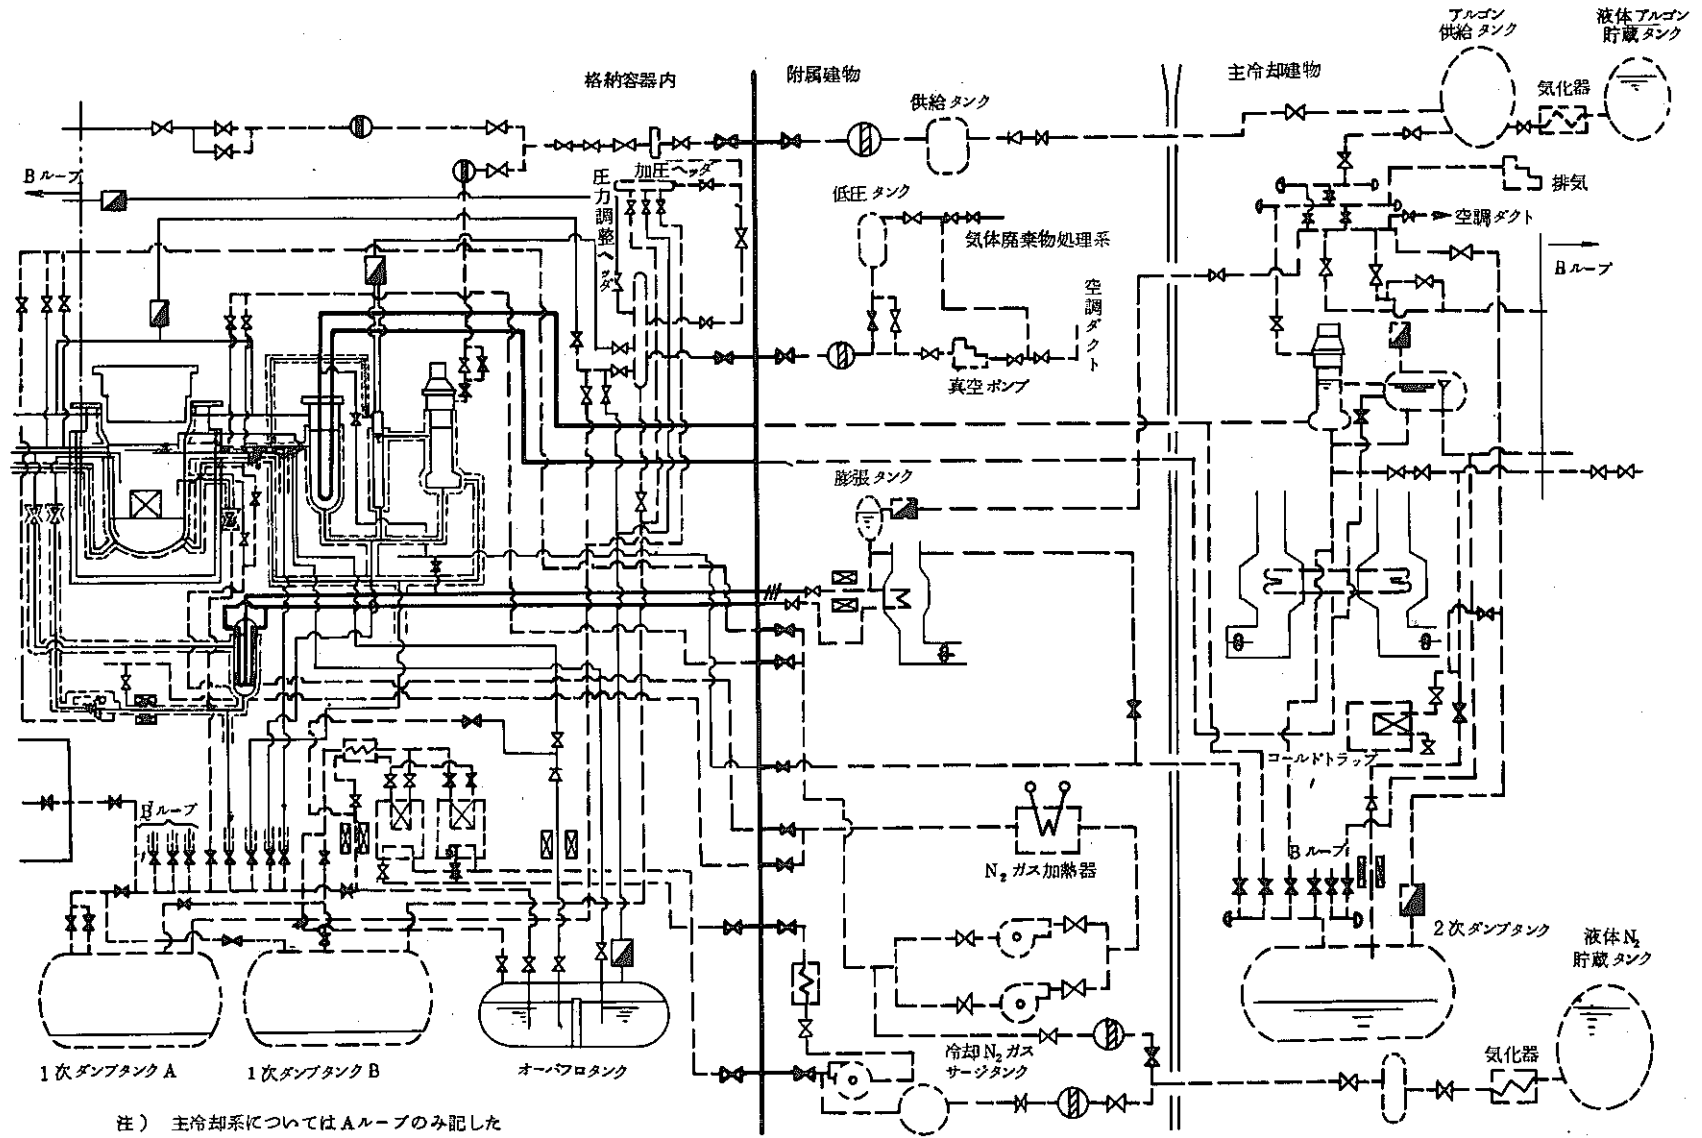 アルゴン
供給タンク
液体アルゴン
貯蔵タンク
格納容器内
附属建物
主冷却建物
供給タンク
気化器
Bループ
加圧ヘッダ
圧力調整ヘッダ
低圧タンク
気体廃棄物処理系
排気
空調ダクト
Bループ
空調ダクト
真空ポンプ
膨張タンク
コールドトラップ
Bループ
N₂ガス加熱器
Bループ
2次ダンプタンク
液体N₂
貯蔵タンク
冷却N₂ガス
サージタンク
気化器
1次ダンプタンクA
1次ダンプタンクB
オーバフロタンク
注） 主冷却系についてはAループのみ記した